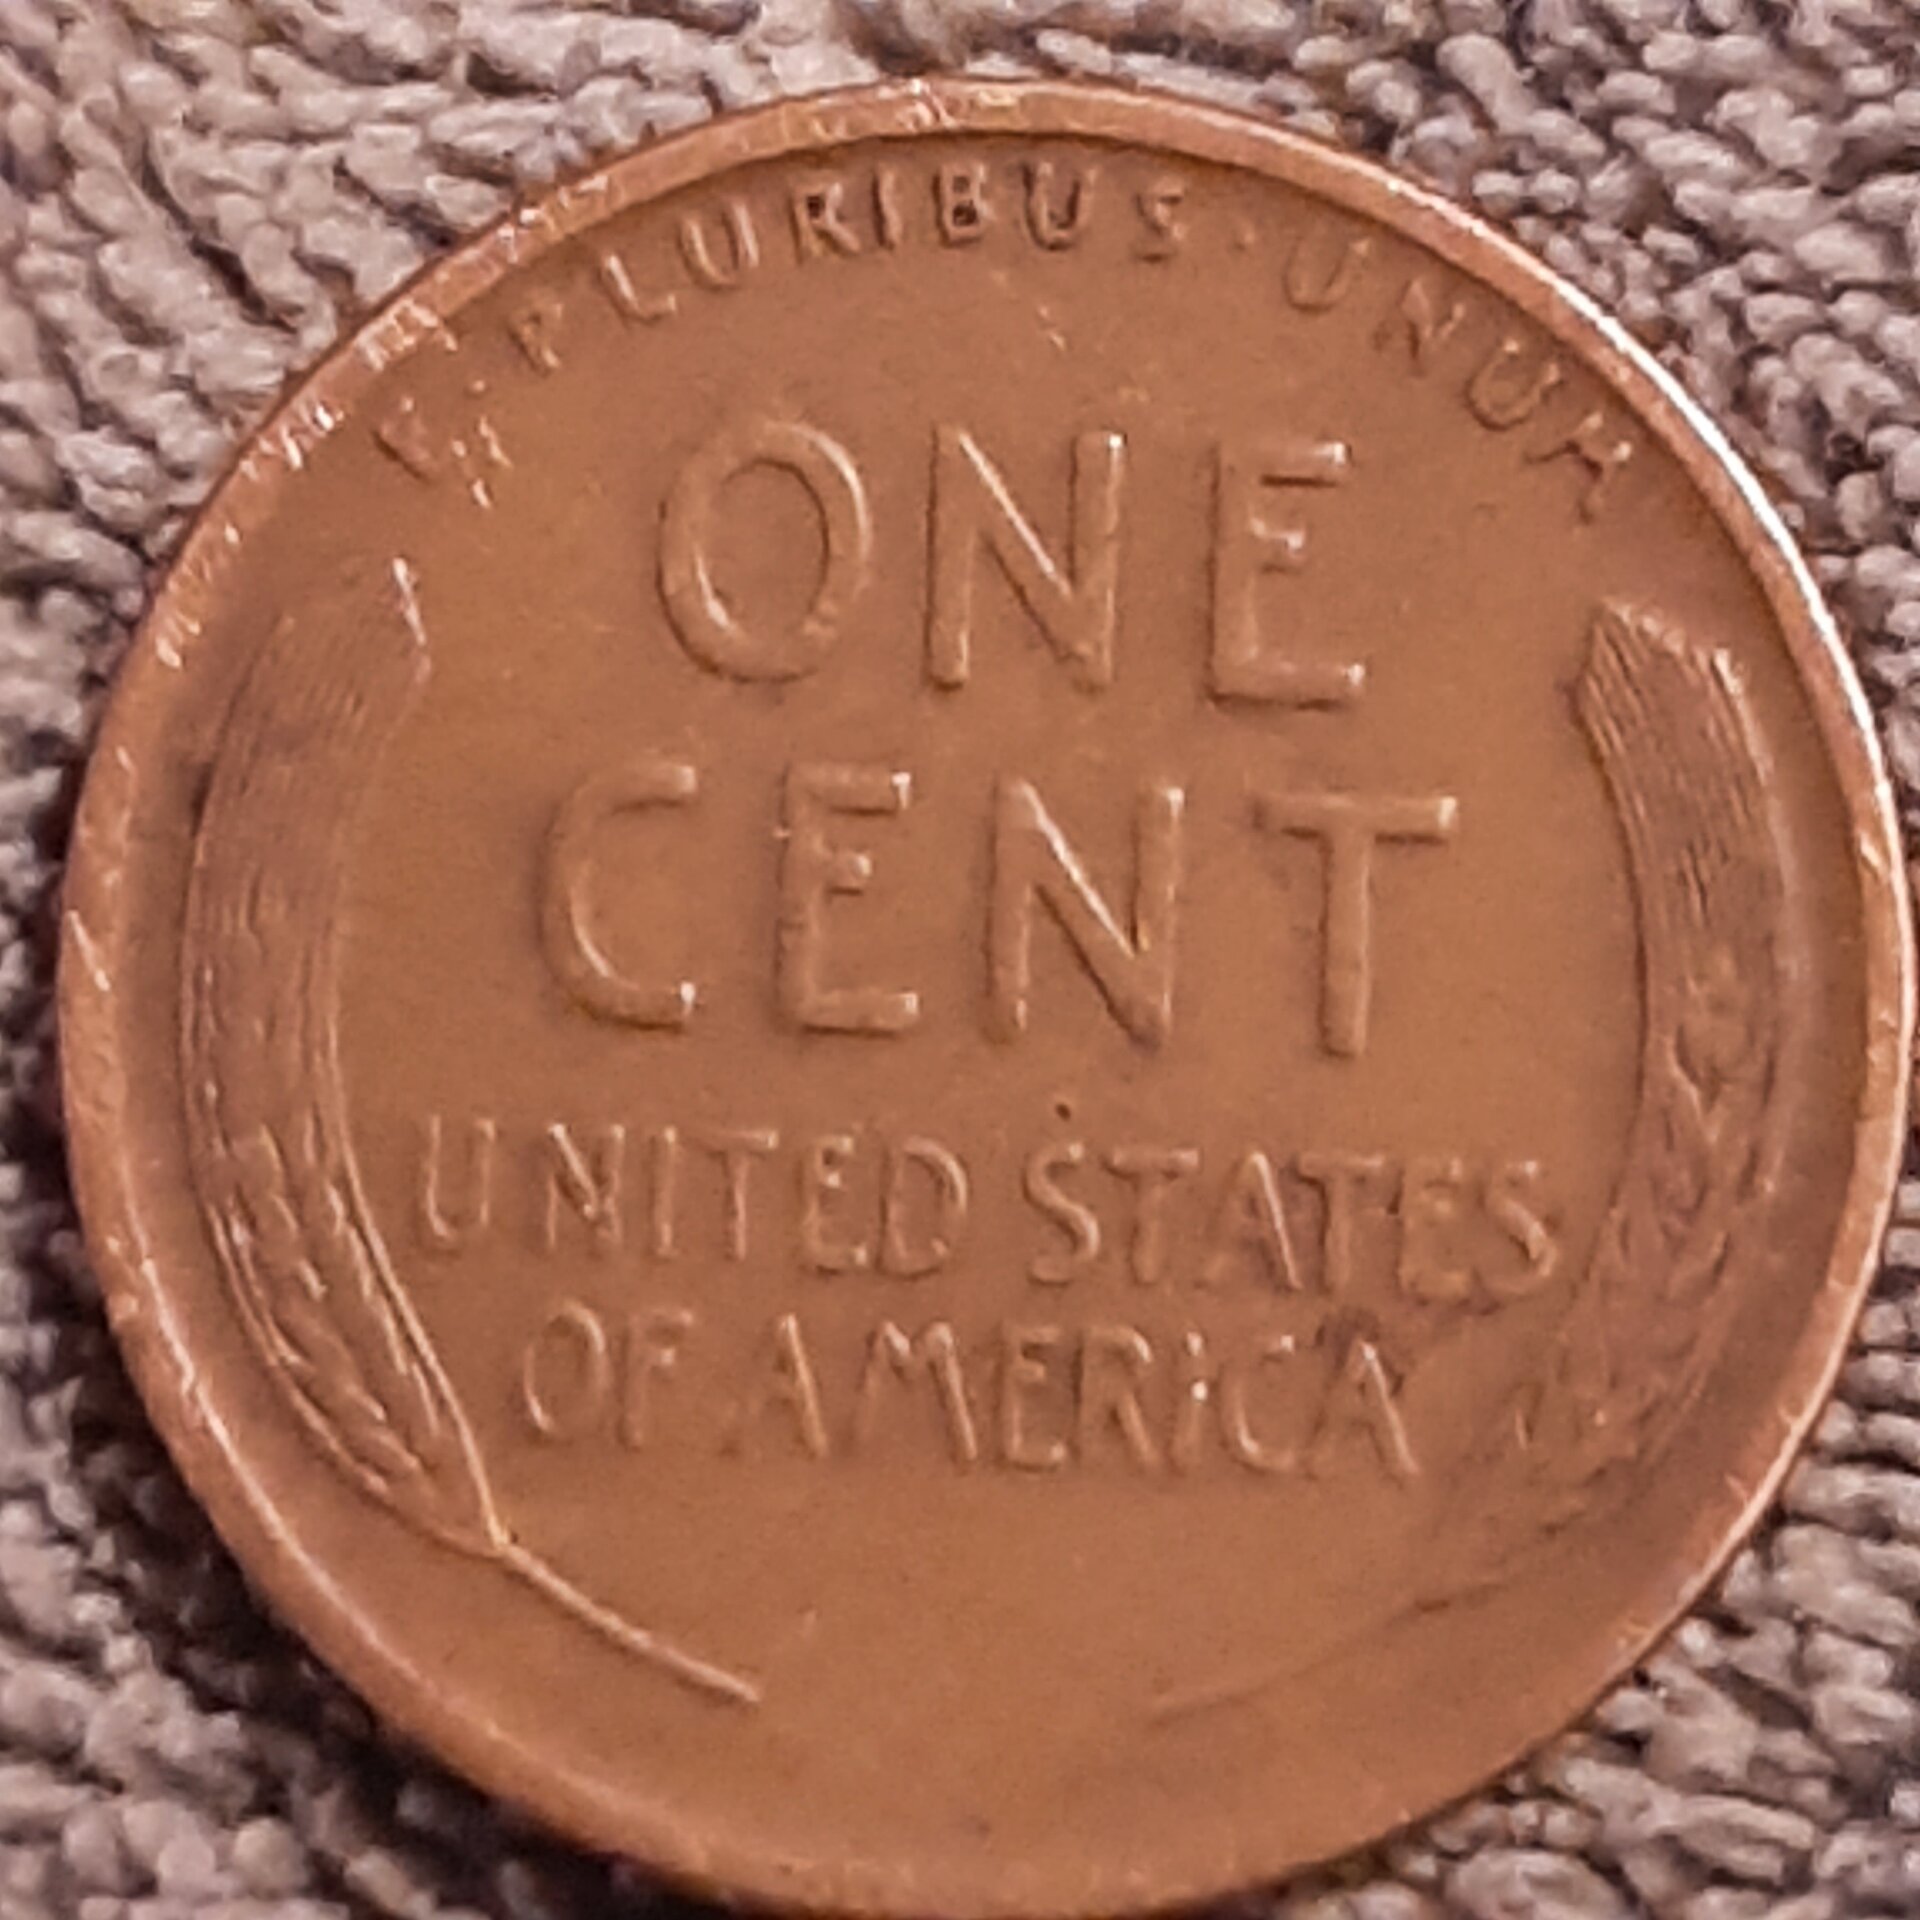 E·PLURIBUS·UNUM
ONE
CENT
UNITED STATES
OF AMERICA